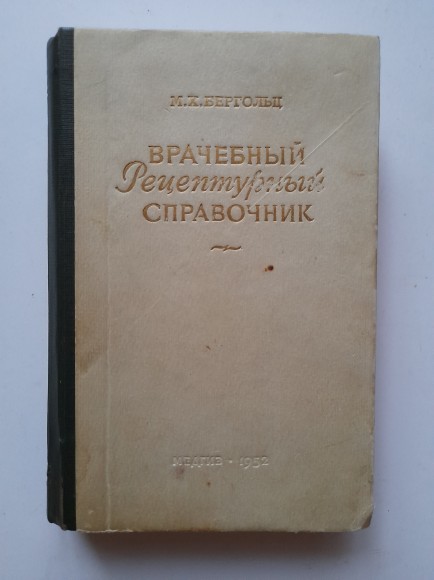 М.Х.БЕРГОЛЬЦ
ВРАЧЕБНЫЙ
Рецептурный
СПРАВОЧНИК
МЕДГИЗ • 1952